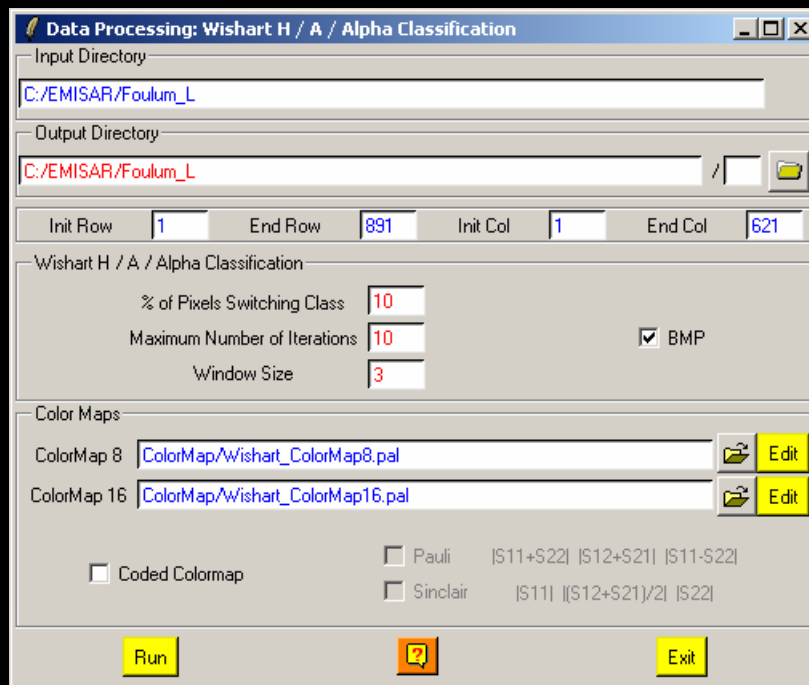 Data Processing: Wishart H / A / Alpha Classification
Input Directory
C:/EMISAR/Foulum_L
Output Directory
C:/EMISAR/Foulum_L /
Init Row 1 End Row 891 Init Col 1 End Col 621
Wishart H / A / Alpha Classification
% of Pixels Switching Class 10
Maximum Number of Iterations 10 BMP
Window Size 3
Color Maps
ColorMap 8 ColorMap/Wishart_ColorMap8.pal Edit
ColorMap 16 ColorMap/Wishart_ColorMap16.pal Edit
Pauli |S11+S22| |S12+S21| |S11-S22|
Coded Colormap
Sinclair |S11| |(S12+S21)/2| |S22|
Run ? Exit